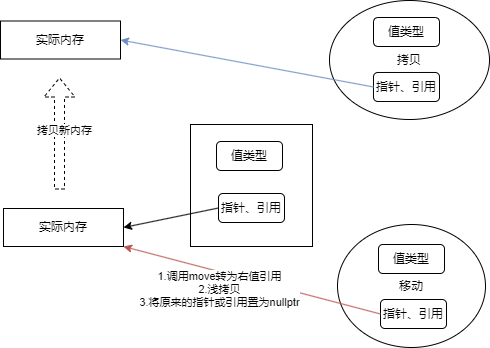 值类型
实际内存
拷贝
指针、引用
拷贝新内存
值类型
指针、引用
实际内存
值类型
1.调用move转为右值引用
2.浅拷贝
3.将原来的指针或引用置为nullptr
移动
指针、引用